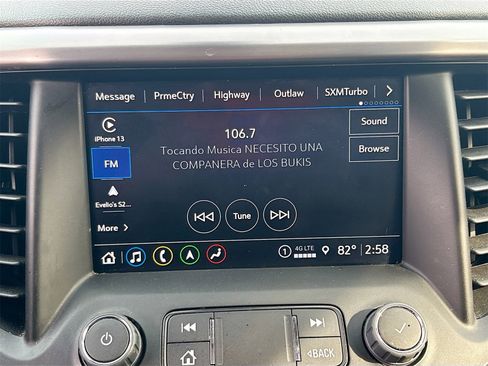 Message PrmeCtry Highway Outlaw SXMTurbo >
iPhone 13
106.7
Sound
Tocando Musica NECESITO UNA
COMPANERA de LOS BUKIS
FM
Browse
Evelio's S2...
Tune
More >
1 4G LTE 82° 2:58
BACK